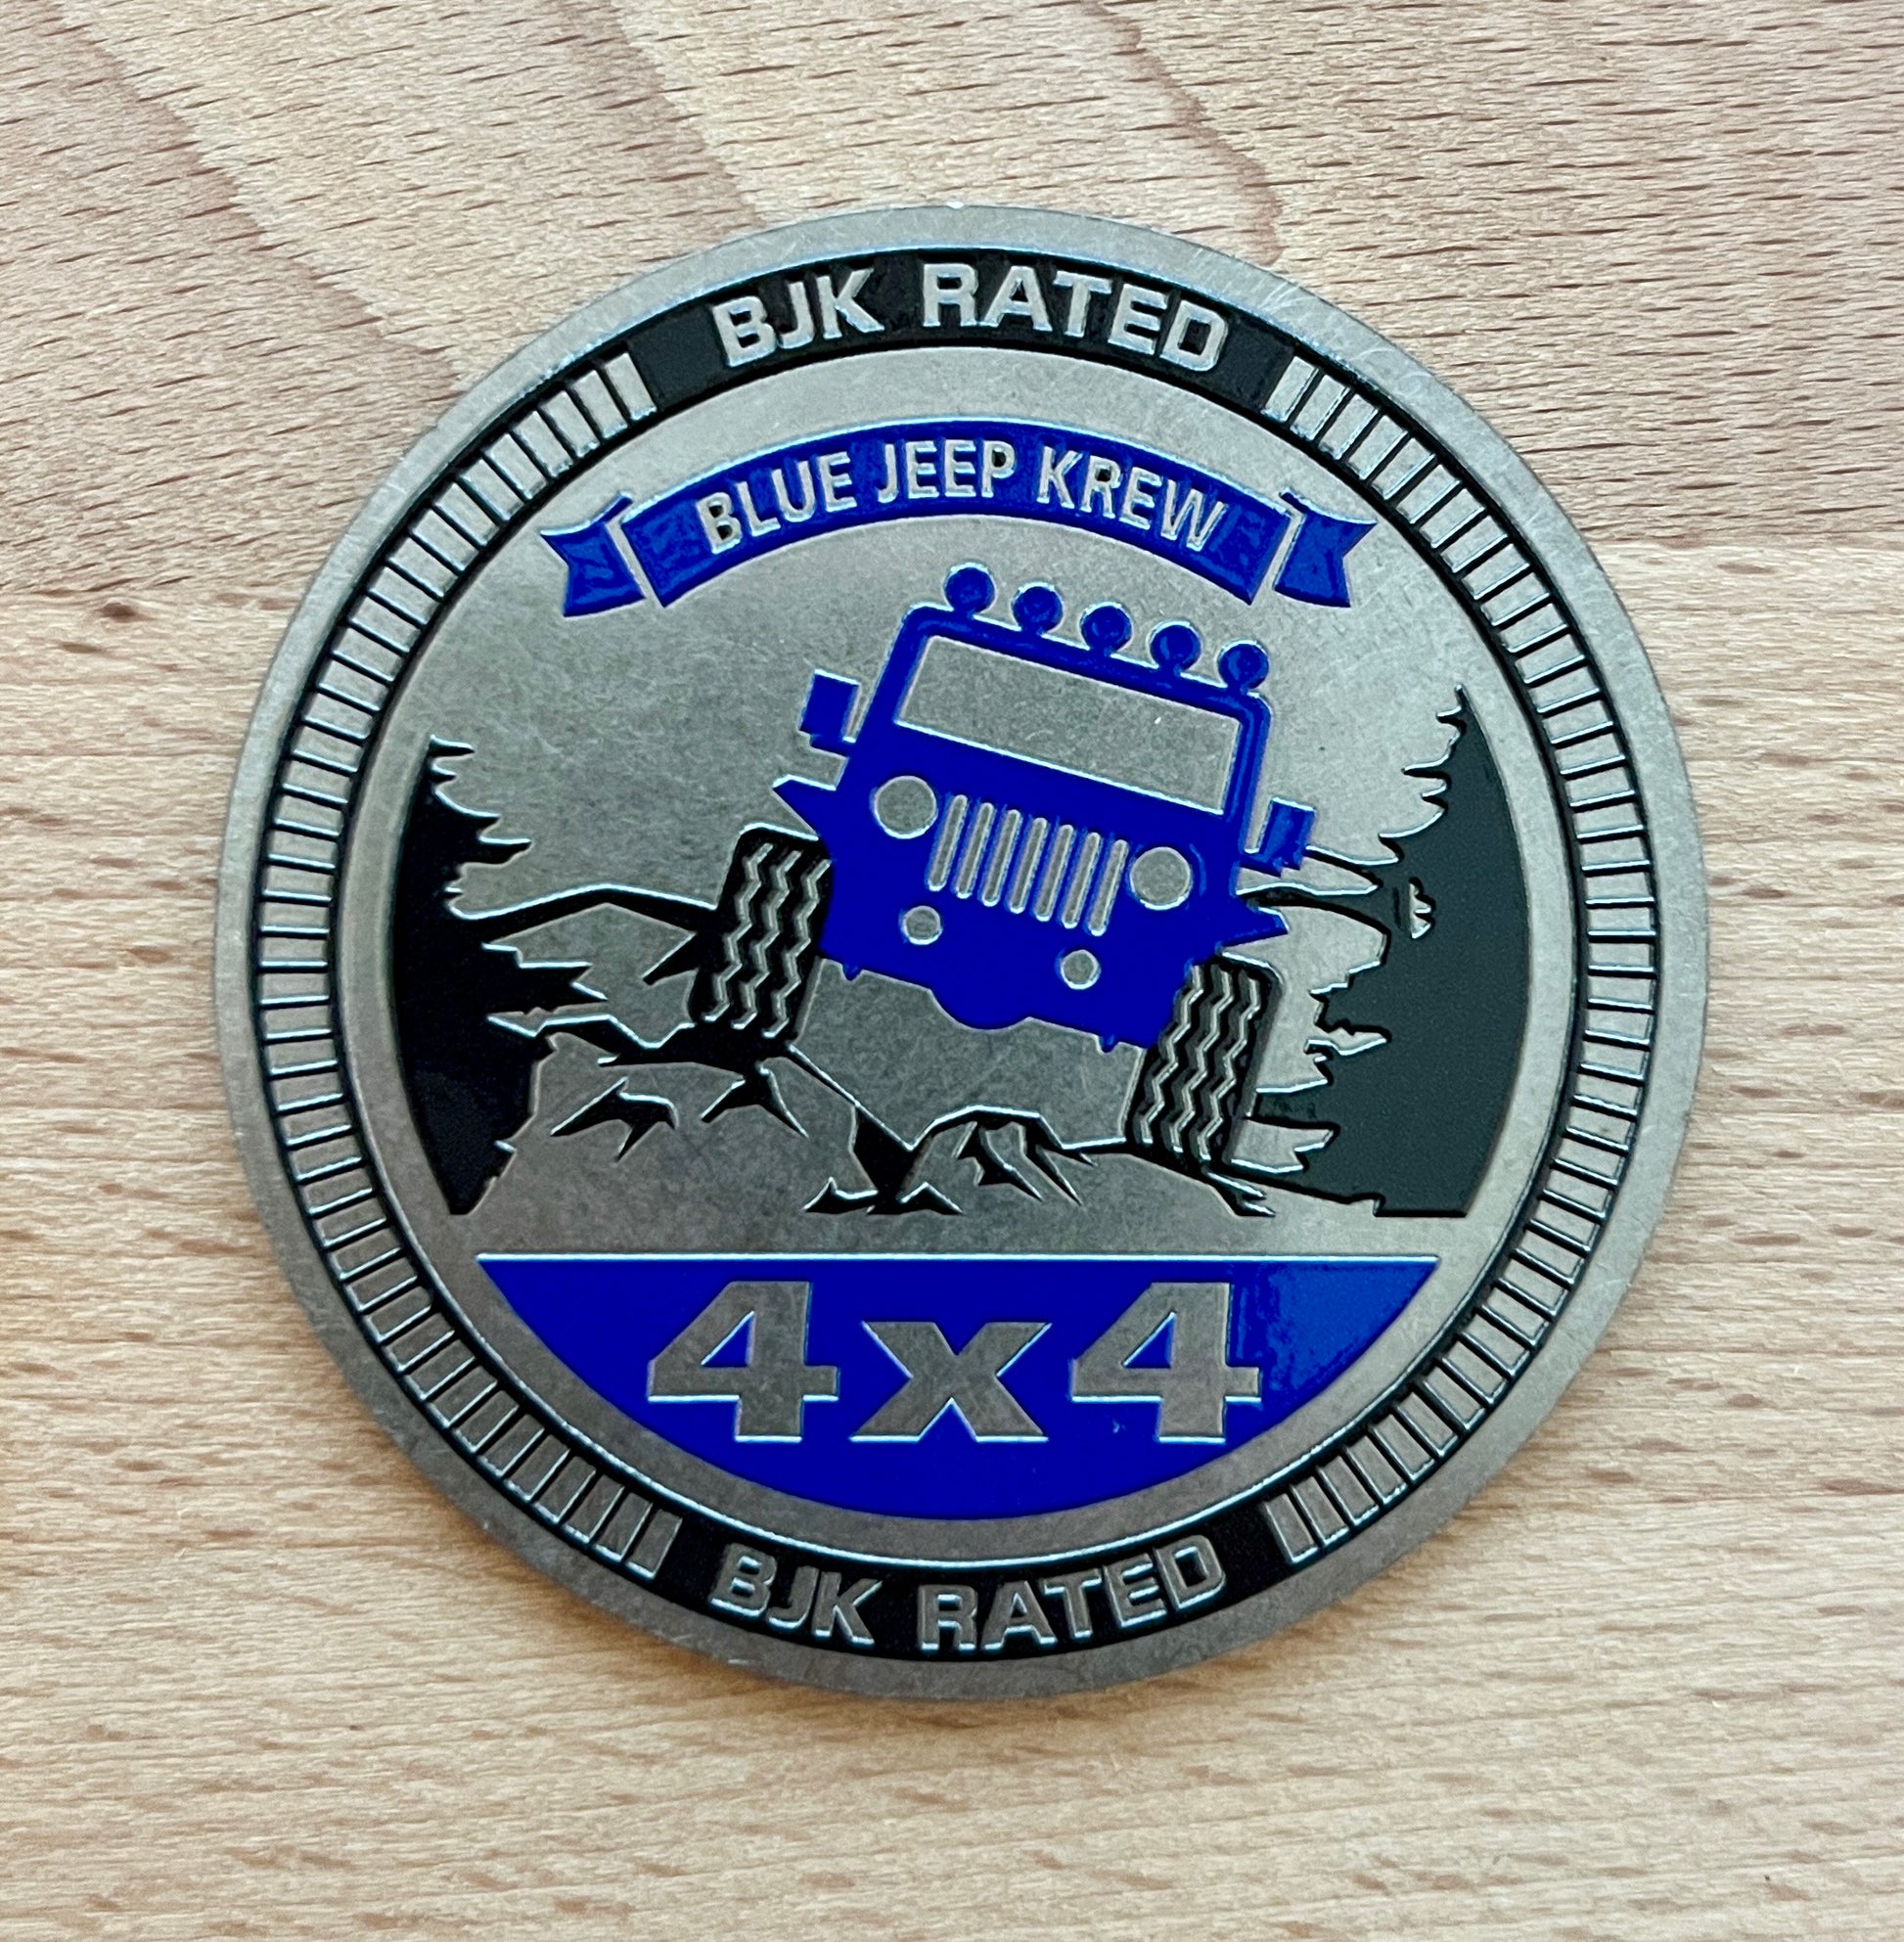 BJK RATED
BLUE JEEP KREW
4x4
BJK RATED